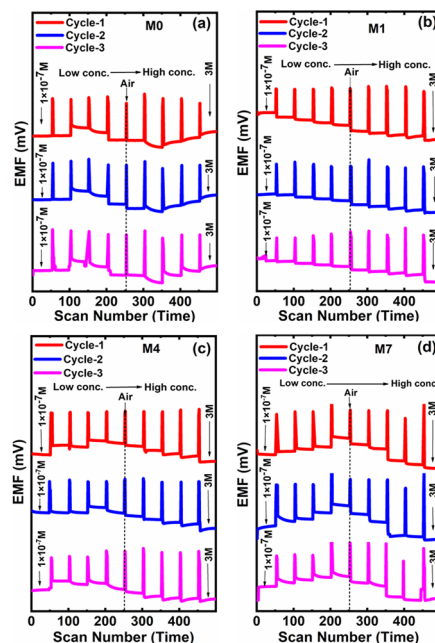 Cycle-1 M0 (a)
Cycle-2
Cycle-3
Low conc. High conc.
Air
1×10⁻⁷M
3M
1×10⁻⁷M
3M
1×10⁻⁷M
3M
EMF (mV)
0 100 200 300 400
Scan Number (Time)
Cycle-1 M1 (b)
Cycle-2
Cycle-3
Low conc. High conc.
Air
1×10⁻⁷M
3M
1×10⁻⁷M
3M
1×10⁻⁷M
3M
EMF (mV)
0 100 200 300 400
Scan Number (Time)
M4 (c)
Cycle-1
Cycle-2
Cycle-3
Low conc. High conc.
Air
1×10⁻⁷M
3M
1×10⁻⁷M
3M
1×10⁻⁷M
3M
EMF (mV)
0 100 200 300 400
Scan Number (Time)
M7 (d)
Cycle-1
Cycle-2
Cycle-3
Low conc. High conc.
Air
1×10⁻⁷M
3M
1×10⁻⁷M
3M
1×10⁻⁷M
3M
EMF (mV)
0 100 200 300 400
Scan Number (Time)